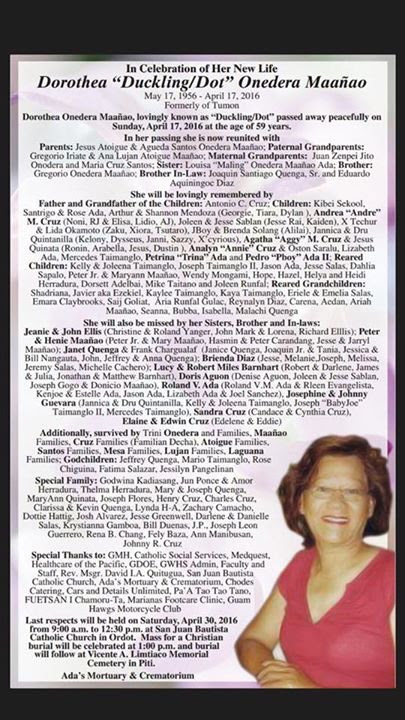 In Celebration of Her New Life
Dorothea “Duckling/Dot” Onedera Maañao
May 17, 1956 - April 17, 2016
Formerly of Tumon
Dorothea Onedera Maañao, lovingly known as “Duckling/Dot” passed away peacefully on
Sunday, April 17, 2016 at the age of 59 years.
In her passing she is now reunited with
Parents: Jesus Atoigue & Agueda Santos Onedera Maañao; Paternal Grandparents:
Gregorio Iriate & Ana Lujan Atoigue Maañao; Maternal Grandparents: Juan Zenpei Jito
Onodera and Maria Cruz Santos; Sister: Louisa “Maling” Onedera Maañao Ada; Brother:
Gregorio Onedera Maañao; Brother In-Law: Joaquin Santiago Quenga, Sr. and Eduardo
Aquiningoc Diaz
She will be lovingly remembered by
Father and Grandfather of the Children: Antonio C. Cruz; Children: Kibei Sekool,
Santrigo & Rose Ada, Arthur & Shannon Mendoza (Georgie, Tiara, Dylan ), Andrea “Andre”
M. Cruz (Noni, RJ & Elisa, Lidio, AJ), Joleen & Jesse Sablan (Jesse Rai, Kaiden), X Techur
& Lida Okamoto (Zaku, Xiora, Tsutaro), JBoy & Brenda Solang (Alilai), Jannica & Dru
Quintanilla (Kelony, Dysseus, Janni, Sazzy, X'cyrious), Agatha “Aggy” M. Cruz & Jesus
Quinata (Ronin, Arabella, Jesus, Dustin ), Analyn “Annie” Cruz & Oston Saralu, Lizabeth
Ada, Mercedes Taimanglo, Petrina “Trina” Ada and Pedro “Pboy” Ada II; Reared
Children: Kelly & Joleena Taimanglo, Joseph Taimanglo II, Jason Ada, Jesse Salas, Dahlia
Sapalo, Peter Jr. & Maryann Maañao, Wendy Mongami, Hope, Hazel, Helya and Heidi
Herradura, Dorsett Adelbai, Mike Taitano and Joleen Runfal; Reared Grandchildren:
Shadriana, Javier aka Ezekiel, Kaylee Taimanglo, Kaya Taimanglo, Eriele & Emelia Salas,
Emara Claybrooks, Saij Goliat, Aria Runfal Gulac, Reynalyn Diaz, Carena, Aedan, Ariah
Maañao, Seanna, Bubba, Isabella, Malachi Quenga
She will also be missed by her Sisters, Brother and In-laws:
Jeanie & John Ellis (Christine & Roland Yanger, John Mark & Lorena, Richard Elllis); Peter
& Henie Maañao (Peter Jr. & Mary Maañao, Hasmin & Peter Carandang, Jesse & Jarryl
Maañao); Janet Quenga & Frank Chargualaf (Janice Quenga, Joaquin Jr. & Tania, Jessica &
Bill Nangauta, John, Jeffrey & Anna Quenga); Brienda Diaz (Jesse, MelanieJoseph, Melissa,
Jeremy Salas, Michelle Cachero); Lucy & Robert Miles Barnhart (Robert & Darlene, James
& Julia, Jonathan & Matthew Barnhart), Doris Aguon (Denise Aguon, Joleen & Jesse Sablan,
Joseph Gogo & Donicio Maañao), Roland V. Ada (Roland V.M. Ada & Rleen Evangelista,
Kenjoe & Estelle Ada, Jason Ada, Lizabeth Ada & Joel Sanchez), Josephine & Johnny
Guevara (Jannica & Dru Quintanilla, Kelly & Joleena Taimanglo, Joseph “BabyJoe”
Taimanglo II, Mercedes Taimanglo), Sandra Cruz (Candace & Cynthia Cruz),
Elaine & Edwin Cruz (Edelene & Eddie)
Additionally, survived by Trini Onedera and Families, Maañao
Families, Cruz Families (Familian Decha), Atoigue Families,
Santos Families, Mesa Families, Lujan Families, Laguana
Families; Godchildren: Jeffrey Quenga, Mario Taimanglo, Rose
Chiguina, Fatima Salazar, Jessilyn Pangelinan
Special Family: Godwina Kadiasang, Jun Ponce & Amor
Herradura, Thelma Herradura, Mary & Joseph Quenga,
MaryAnn Quinata, Joseph Flores, Henry Cruz, Charles Cruz,
Clarissa & Kevin Quenga, Lynda H-A, Zachary Camacho,
Dottie Hattig, Josh Alvarez, Jesse Greenwell, Darlene & Danielle
Salas, Krystianna Gamboa, Bill Duenas, J.P., Joseph Leon
Guerrero, Rena B. Chang, Fely Baza, Ann Manibusan,
Johnny R. Cruz
Special Thanks to: GMH, Catholic Social Services, Medquest,
Healthcare of the Pacific, GDOE, GWHS Admin, Faculty and
Staff, Rev. Msgr. David I.A. Quitugua, San Juan Bautista
Catholic Church, Ada's Mortuary & Crematorium, Chodes
Catering, Cars and Details Unlimited, Pa'A Tao Tao Tano,
FUETSAN I Chamoru-Ta, Marianas Footcare Clinic, Guam
Hawgs Motorcycle Club
Last respects will be held on Saturday, April 30, 2016
from 9:00 a.m. to 12:30 p.m. at San Juan Bautista
Catholic Church in Ordot. Mass for a Christian
burial will be celebrated at 1:00 p.m. and burial
will follow at Vicente A. Limtiaco Memorial
Cemetery in Piti.
Ada's Mortuary & Crematorium